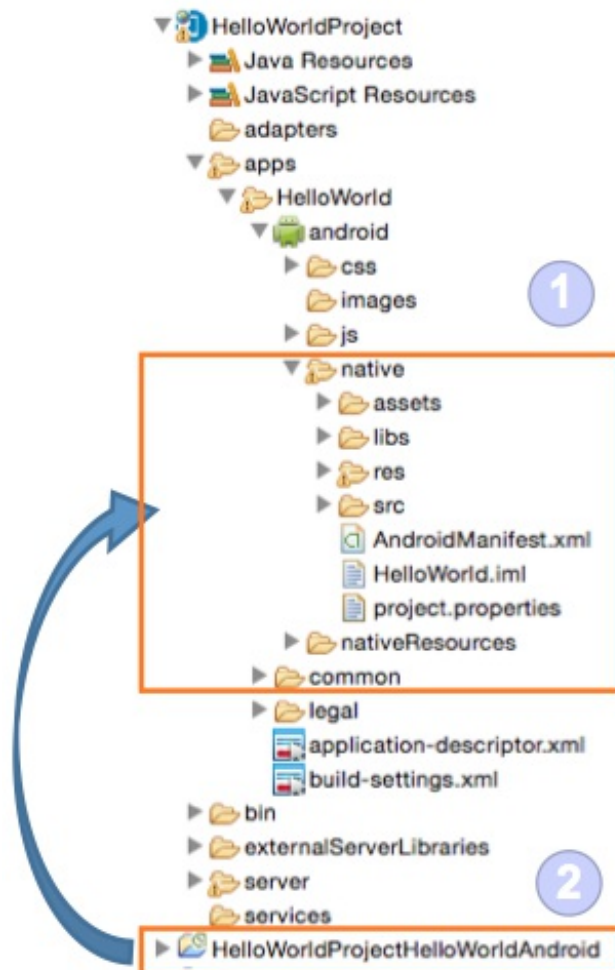 HelloWorldProject
Java Resources
JavaScript Resources
adapters
apps
HelloWorld
android
css
images
1
js
native
assets
libs
res
src
AndroidManifest.xml
HelloWorld.iml
project.properties
nativeResources
common
legal
application-descriptor.xml
build-settings.xml
bin
externalServerLibraries
server
2
services
HelloWorldProjectHelloWorldAndroid